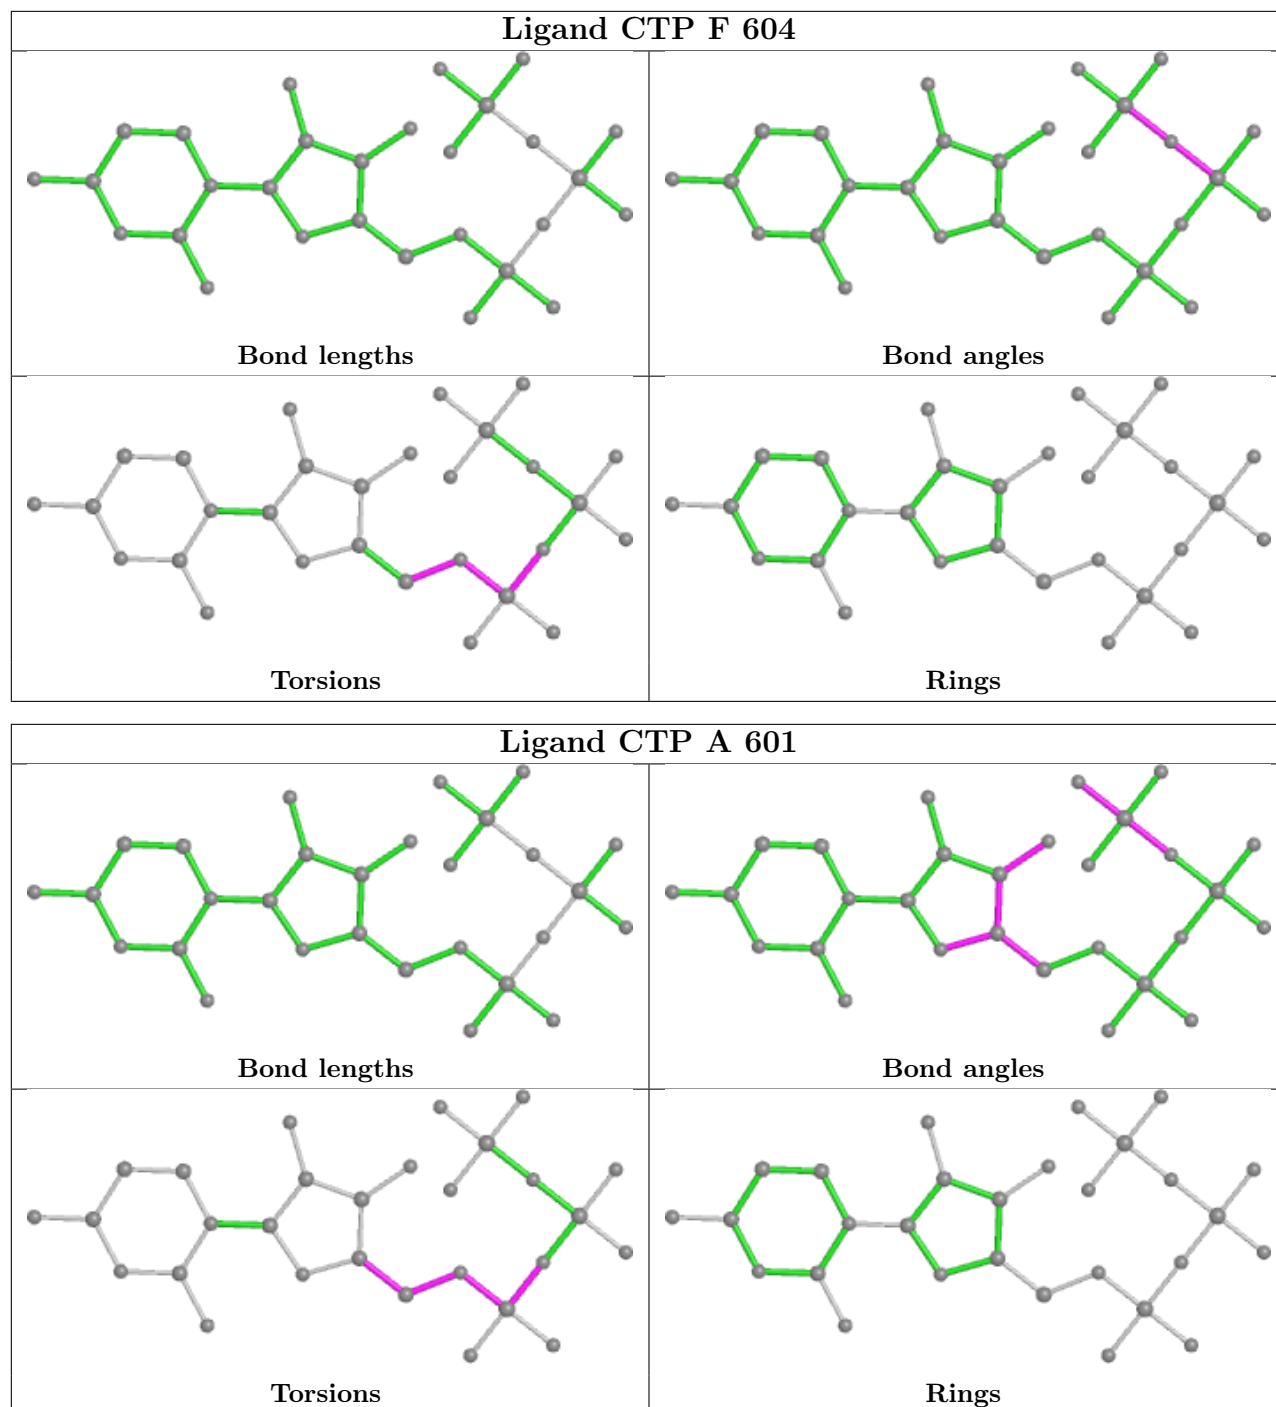 Ligand CTP F 604
Bond lengths
Bond angles
Torsions
Rings
Ligand CTP A 601
Bond lengths
Bond angles
Torsions
Rings